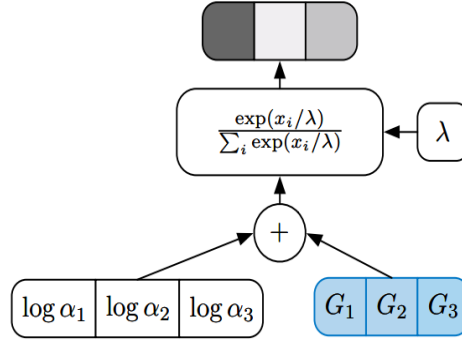 exp(x_i/λ)
∑_i exp(x_i/λ)
λ
+
log α_1 log α_2 log α_3
G_1 G_2 G_3